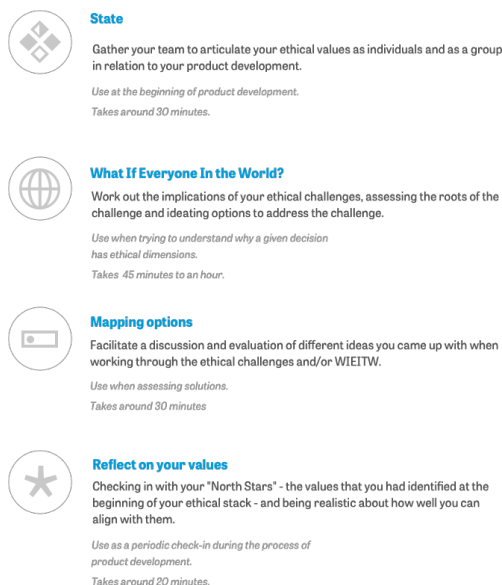 State
Gather your team to articulate your ethical values as individuals and as a group
in relation to your product development.
Use at the beginning of product development.
Takes around 30 minutes.
What If Everyone In the World?
Work out the implications of your ethical challenges, assessing the roots of the
challenge and ideating options to address the challenge.
Use when trying to understand why a given decision
has ethical dimensions.
Takes 45 minutes to an hour.
Mapping options
Facilitate a discussion and evaluation of different ideas you came up with when
working through the ethical challenges and/or WIEITW.
Use when assessing solutions.
Takes around 30 minutes
Reflect on your values
Checking in with your "North Stars" - the values that you had identified at the
beginning of your ethical stack - and being realistic about how well you can
align with them.
Use as a periodic check-in during the process of
product development.
Takes around 20 minutes.